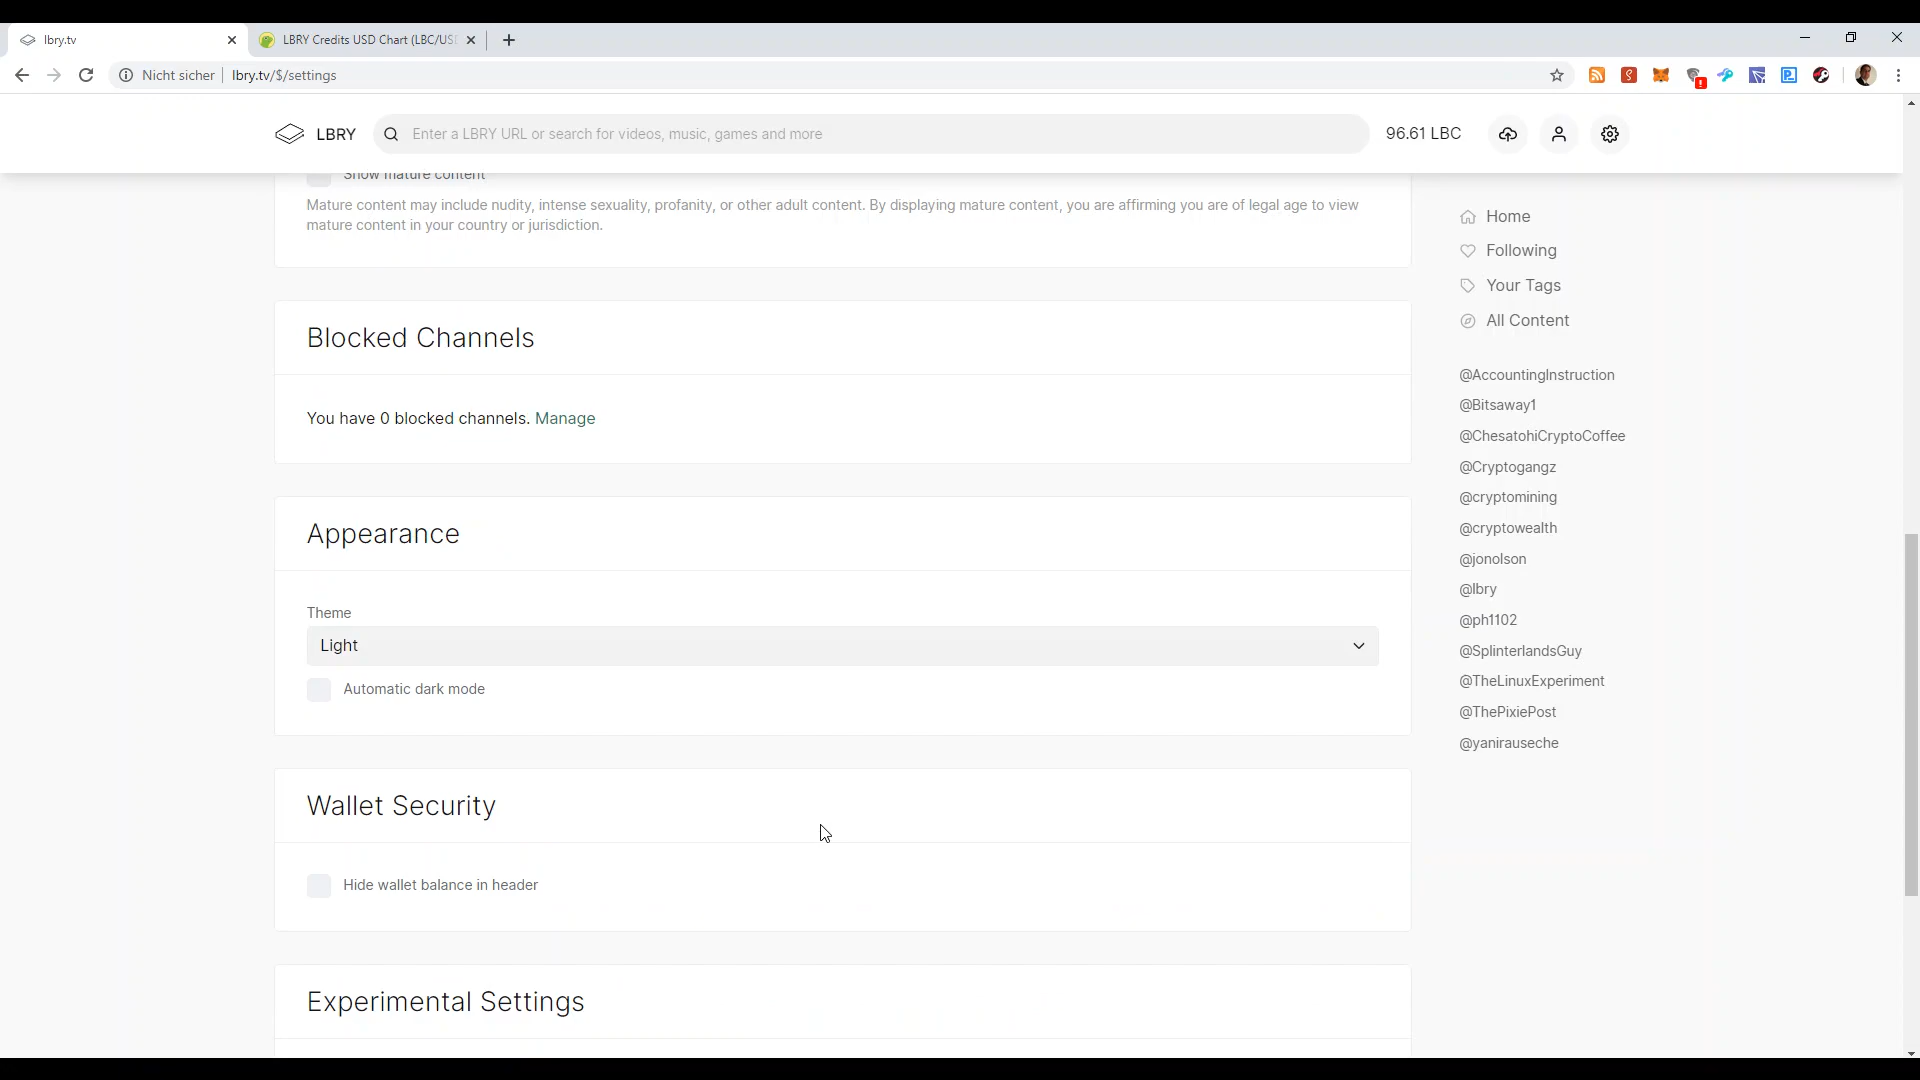 lbry.tv
LBRY Credits USD Chart (LBC/USD
Nicht sicher
lbry.tv/$/settings
LBRY
Enter a LBRY URL or search for videos, music, games and more
96.61 LBC
Show mature content
Mature content may include nudity, intense sexuality, profanity, or other adult content. By displaying mature content, you are affirming you are of legal age to view
mature content in your country or jurisdiction.
Blocked Channels
You have 0 blocked channels. Manage
Appearance
Theme
Light
Automatic dark mode
Wallet Security
Hide wallet balance in header
Experimental Settings
Home
Following
Your Tags
All Content
@AccountingInstruction
@Bitsaway1
@ChesatohiCryptoCoffee
@Cryptogangz
@cryptomining
@cryptowealth
@jonolson
@lbry
@ph1102
@SplinterlandsGuy
@TheLinuxExperiment
@ThePixiePost
@yanirauseche